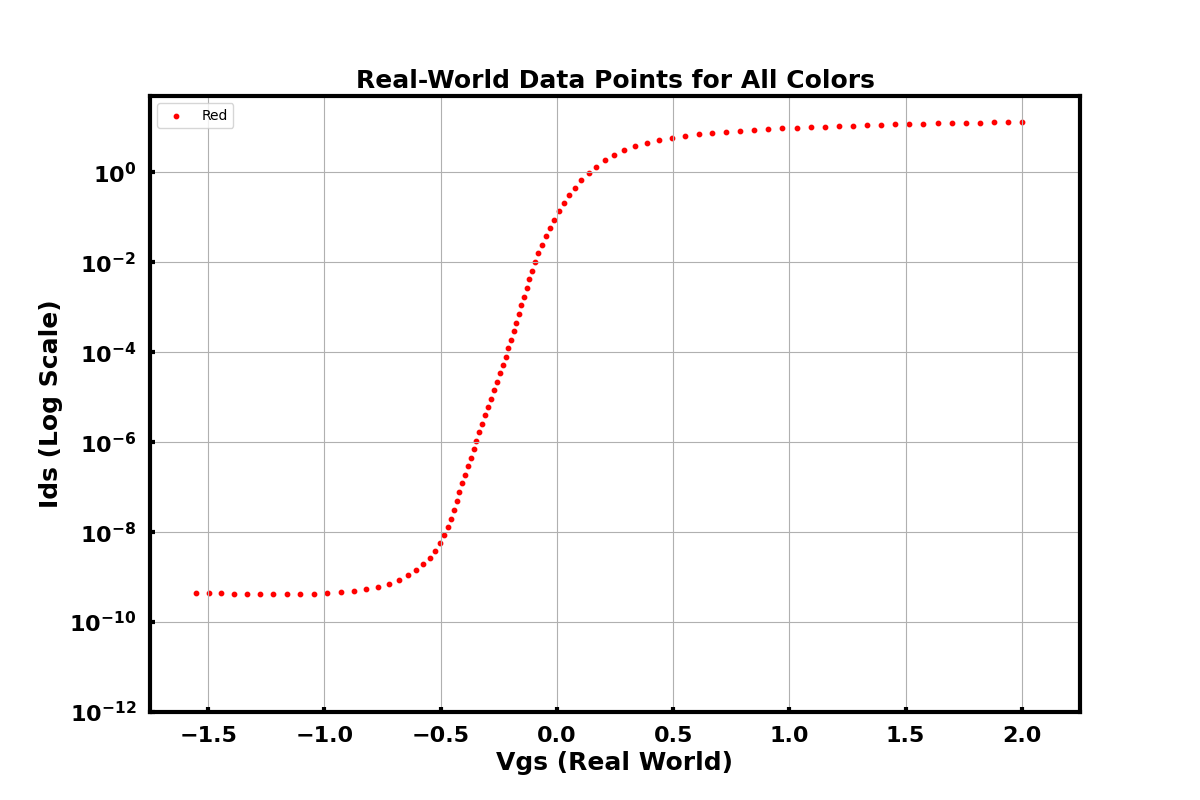 Real-World Data Points for All Colors
Red
10⁰
10⁻²
10⁻⁴
10⁻⁶
10⁻⁸
10⁻¹⁰
10⁻¹²
Ids (Log Scale)
−1.5 −1.0 −0.5 0.0 0.5 1.0 1.5 2.0
Vgs (Real World)